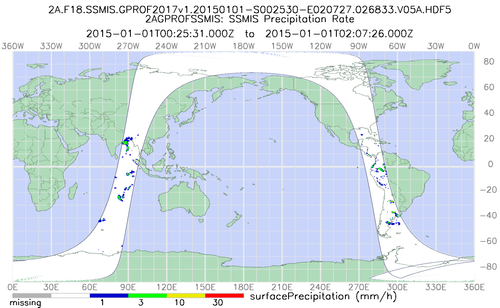 2A.F18.SSMIS.GPROF2017v1.20150101-S002530-E020727.026833.V05A.HDF5
2AGPROFSSMIS: SSMIS Precipitation Rate
2015-01-01T00:25:31.000Z to 2015-01-01T02:07:26.000Z
360W 330W 300W 270W 240W 210W 180W 150W 120W 90W 60W 30W 0W
80
60
40
20
0
-20
-40
-60
-80
0E 30E 60E 90E 120E 150E 180E 210E 240E 270E 300E 330E 360E
missing 1 3 10 30 surfacePrecipitation (mm/h)